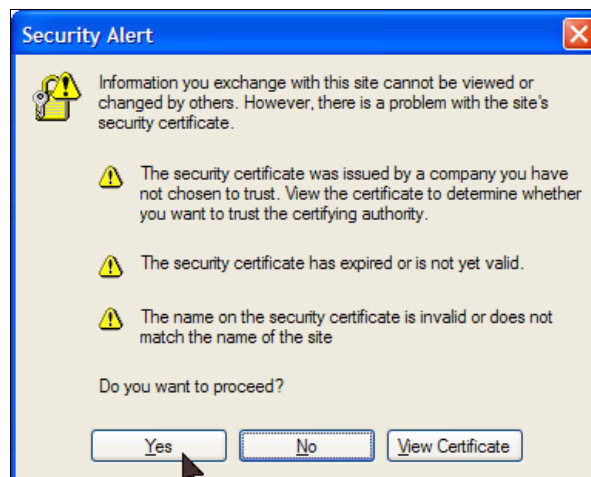 Security Alert
Information you exchange with this site cannot be viewed or
changed by others. However, there is a problem with the site's
security certificate.
The security certificate was issued by a company you have
not chosen to trust. View the certificate to determine whether
you want to trust the certifying authority.
The security certificate has expired or is not yet valid.
The name on the security certificate is invalid or does not
match the name of the site
Do you want to proceed?
Yes No View Certificate